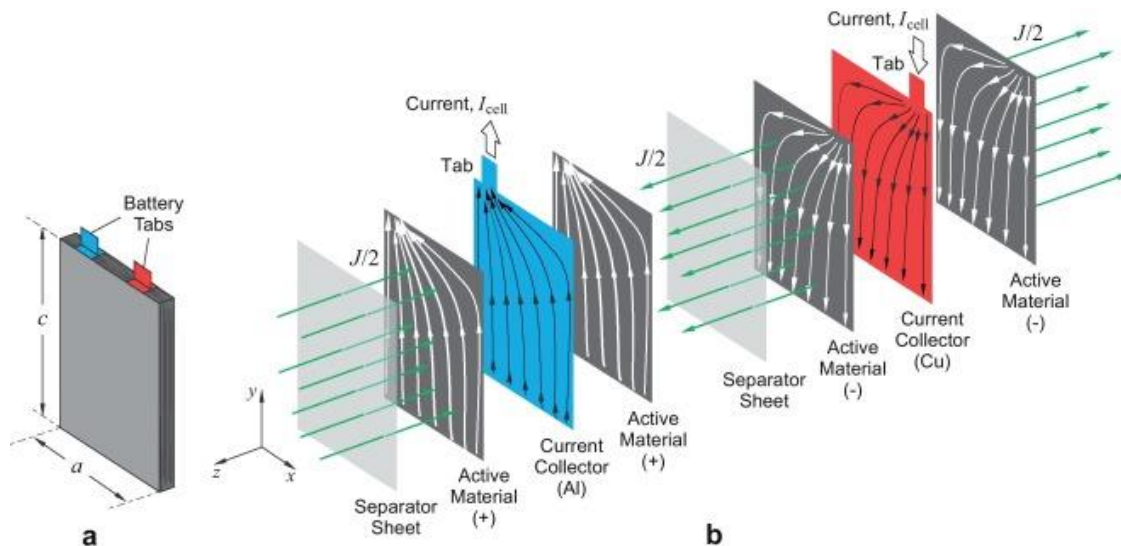 Battery
Tabs
c
a
a
y
z
x
Current, I_cell
Tab
J/2
Separator
Sheet
Active
Material
(+)
Current
Collector
(Al)
Active
Material
(+)
Current, I_cell
Tab
J/2
J/2
Separator
Sheet
Active
Material
(-)
Current
Collector
(Cu)
Active
Material
(-)
b